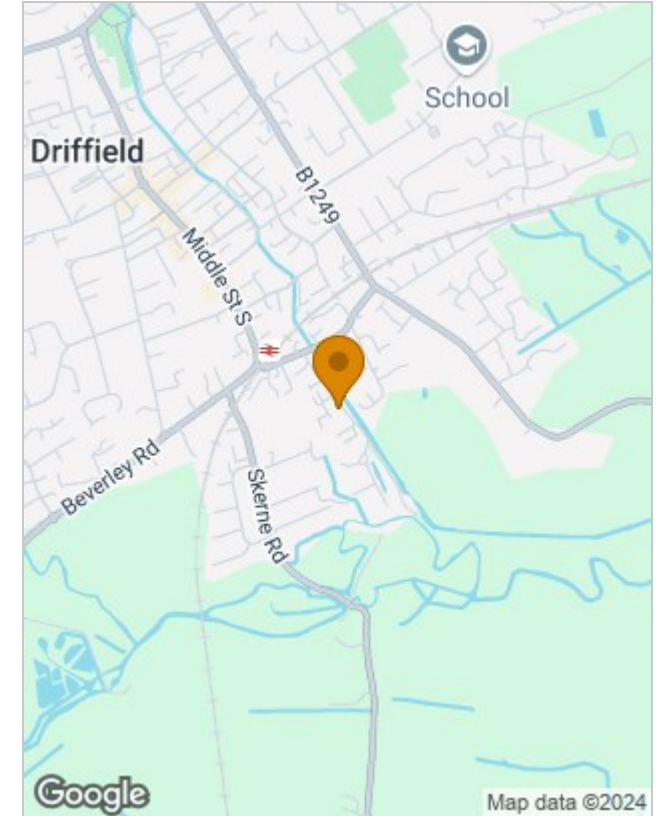 School
Driffield
B1249
Middle St S
Beverley Rd
Skerne Rd
Google
Map data ©2024